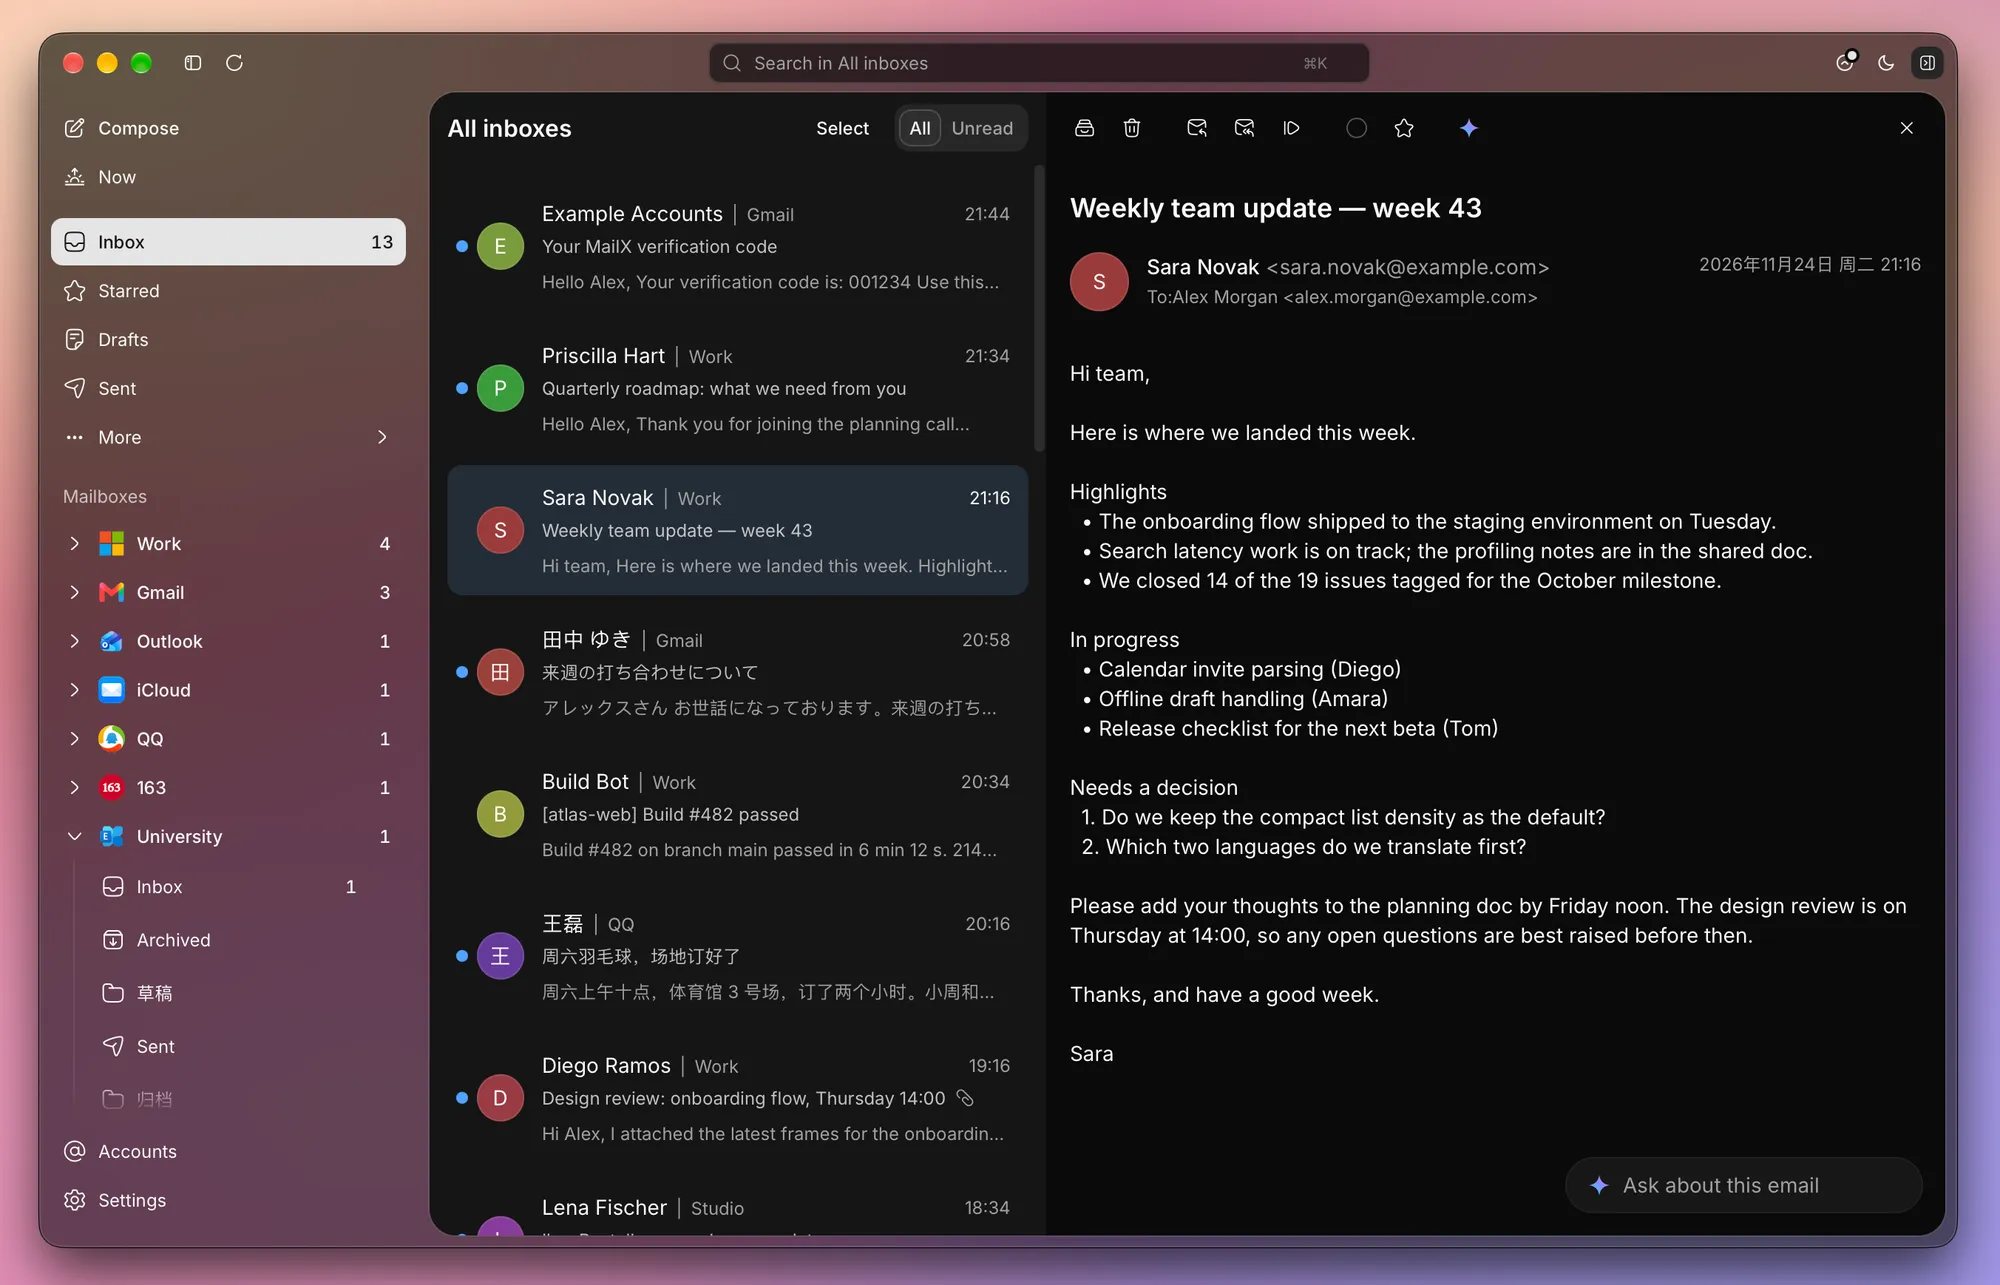 Search in All inboxes ⌘K
Compose
Now
Inbox 13
Starred
Drafts
Sent
More
Mailboxes
Work 4
Gmail 3
Outlook 1
iCloud 1
QQ 1
163 163 1
University 1
Inbox 1
Archived
草稿
Sent
归档
Accounts
Settings
All inboxes Select All Unread
E
Example Accounts | Gmail 21:44
Your MailX verification code
Hello Alex, Your verification code is: 001234 Use this...
P
Priscilla Hart | Work 21:34
Quarterly roadmap: what we need from you
Hello Alex, Thank you for joining the planning call...
S
Sara Novak | Work 21:16
Weekly team update — week 43
Hi team, Here is where we landed this week. Highlight...
田
田中 ゆき | Gmail 20:58
来週の打ち合わせについて
アレックスさん お世話になっております。来週の打ち...
B
Build Bot | Work 20:34
[atlas-web] Build #482 passed
Build #482 on branch main passed in 6 min 12 s. 214...
王
王磊 | QQ 20:16
周六羽毛球，场地订好了
周六上午十点，体育馆 3 号场，订了两个小时。小周和...
D
Diego Ramos | Work 19:16
Design review: onboarding flow, Thursday 14:00
Hi Alex, I attached the latest frames for the onboardin...
Lena Fischer | Studio 18:34
Weekly team update — week 43
S
Sara Novak <sara.novak@example.com> 2026年11月24日 周二 21:16
To:Alex Morgan <alex.morgan@example.com>
Hi team,
Here is where we landed this week.
Highlights
• The onboarding flow shipped to the staging environment on Tuesday.
• Search latency work is on track; the profiling notes are in the shared doc.
• We closed 14 of the 19 issues tagged for the October milestone.
In progress
• Calendar invite parsing (Diego)
• Offline draft handling (Amara)
• Release checklist for the next beta (Tom)
Needs a decision
1. Do we keep the compact list density as the default?
2. Which two languages do we translate first?
Please add your thoughts to the planning doc by Friday noon. The design review is on
Thursday at 14:00, so any open questions are best raised before then.
Thanks, and have a good week.
Sara
Ask about this email